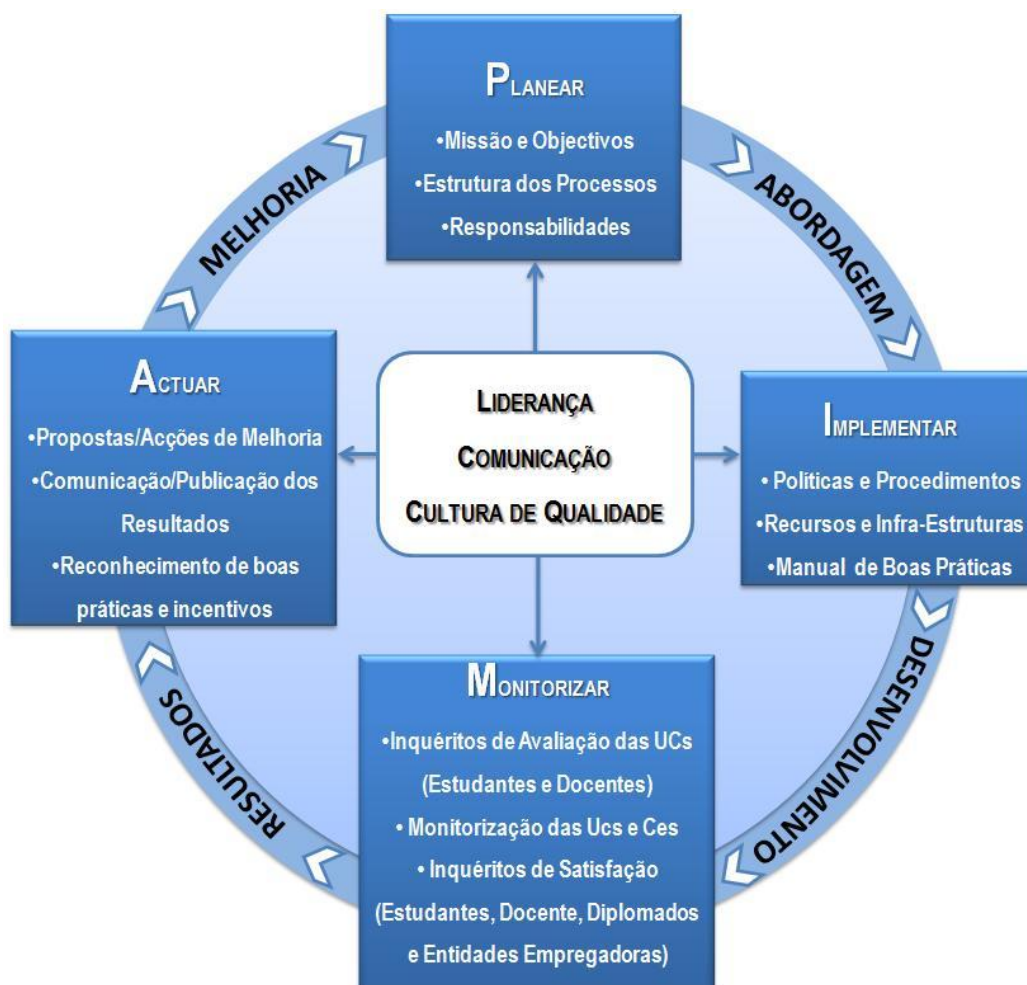 PLANEAR
•Missão e Objectivos
•Estrutura dos Processos
•Responsabilidades
MELHORIA
ABORDAGEM
ACTUAR
•Propostas/Acções de Melhoria
•Comunicação/Publicação dos
Resultados
•Reconhecimento de boas
práticas e incentivos
LIDERANÇA
COMUNICAÇÃO
CULTURA DE QUALIDADE
IMPLEMENTAR
• Políticas e Procedimentos
•Recursos e Infra-Estruturas
•Manual de Boas Práticas
RESULTADOS
DESENVOLVIMENTO
MONITORIZAR
•Inquéritos de Avaliação das UCs
(Estudantes e Docentes)
• Monitorização das Ucs e Ces
• Inquéritos de Satisfação
(Estudantes, Docente, Diplomados
e Entidades Empregadoras)